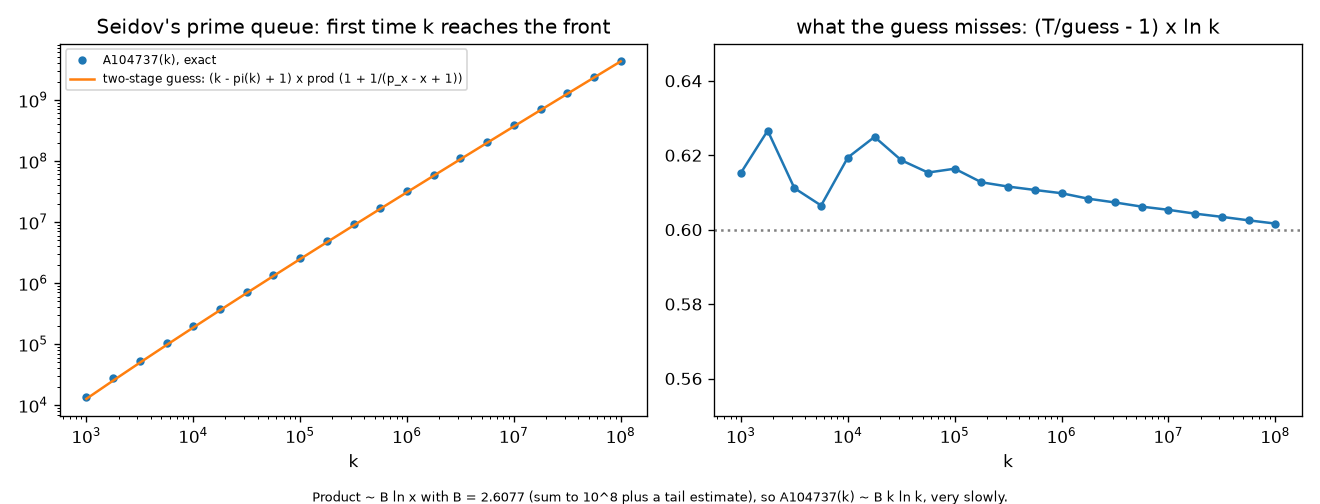 Seidov's prime queue: first time k reaches the front
A104737(k), exact
two-stage guess: (k - pi(k) + 1) x prod (1 + 1/(p_x - x + 1))
10^9
10^8
10^7
10^6
10^5
10^4
10^3 10^4 10^5 10^6 10^7 10^8
k
what the guess misses: (T/guess - 1) x ln k
0.64
0.62
0.60
0.58
0.56
10^3 10^4 10^5 10^6 10^7 10^8
k
Product ~ B ln x with B = 2.6077 (sum to 10^8 plus a tail estimate), so A104737(k) ~ B k ln k, very slowly.